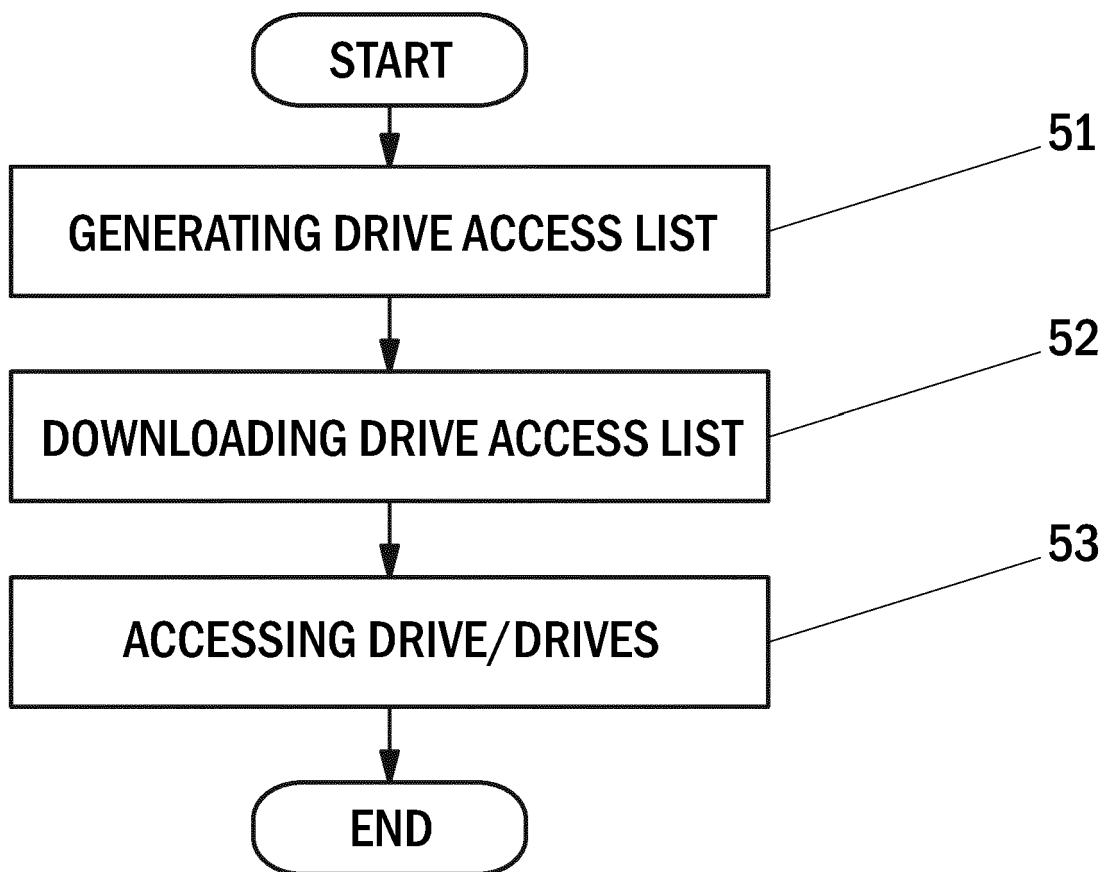 START
51
GENERATING DRIVE ACCESS LIST
52
DOWNLOADING DRIVE ACCESS LIST
53
ACCESSING DRIVE/DRIVES
END